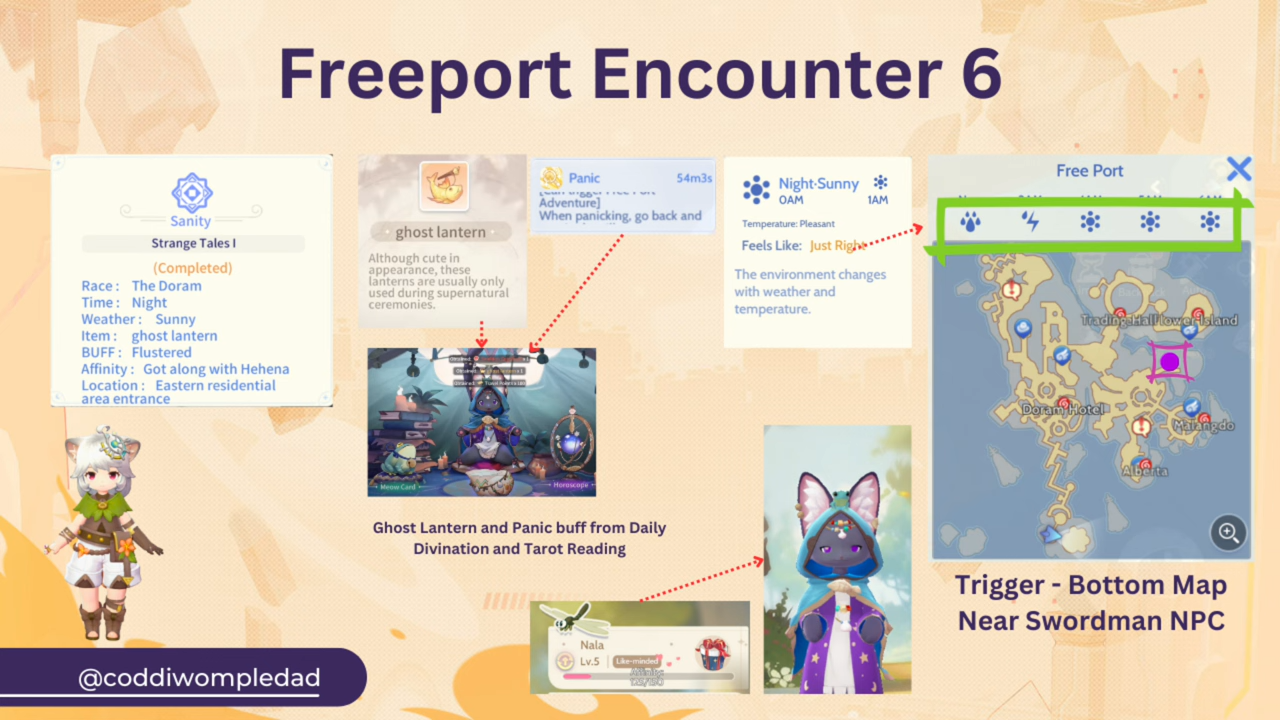 Freeport Encounter 6
Sanity
Strange Tales I
(Completed)
Race : The Doram
Time : Night
Weather : Sunny
Item : ghost lantern
BUFF : Flustered
Affinity : Got along with Hehena
Location : Eastern residential
area entrance
ghost lantern
Although cute in
appearance, these
lanterns are usually only
used during supernatural
ceremonies.
Panic 54m3s
Adventure]
When panicking, go back and
Night·Sunny
0AM 1AM
Temperature: Pleasant
Feels Like: Just Right
The environment changes
with weather and
temperature.
Free Port
Trading Hall Flower Island
Doram Hotel
Malangdo
Alberta
Meow Card
Horoscope
Ghost Lantern and Panic buff from Daily
Divination and Tarot Reading
Nala
Lv.5 Like-minded
Trigger - Bottom Map
Near Swordman NPC
@coddiwompledad